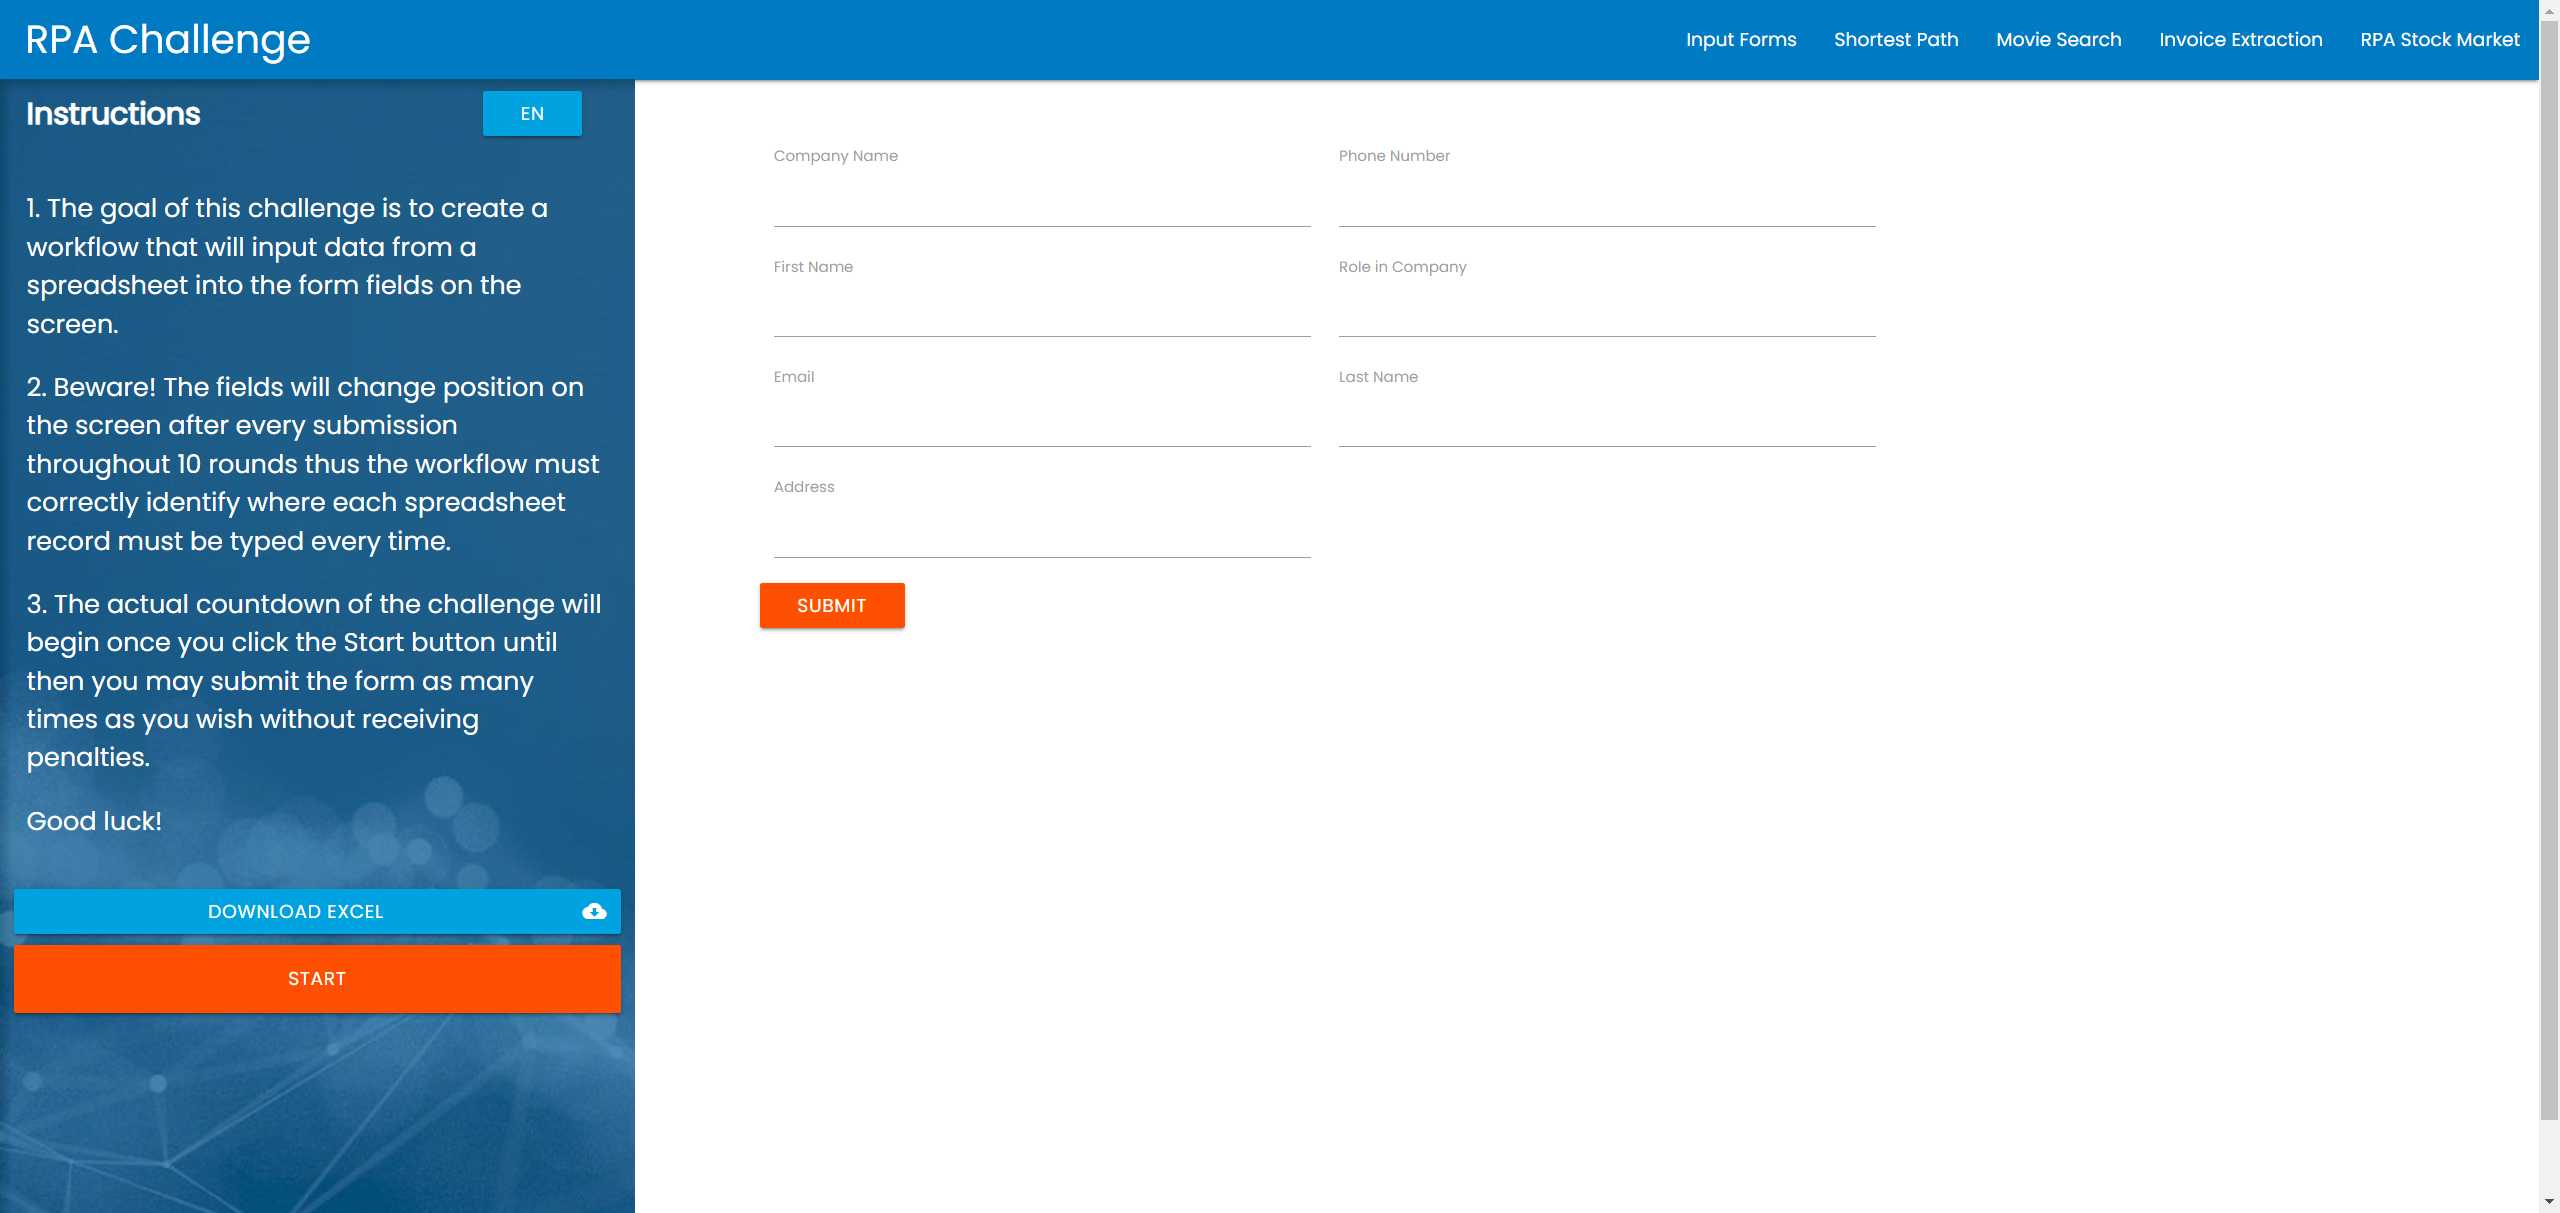 RPA Challenge
Input Forms
Shortest Path
Movie Search
Invoice Extraction
RPA Stock Market
Instructions
EN
1. The goal of this challenge is to create a
workflow that will input data from a
spreadsheet into the form fields on the
screen.
2. Beware! The fields will change position on
the screen after every submission
throughout 10 rounds thus the workflow must
correctly identify where each spreadsheet
record must be typed every time.
3. The actual countdown of the challenge will
begin once you click the Start button until
then you may submit the form as many
times as you wish without receiving
penalties.
Good luck!
DOWNLOAD EXCEL
START
Company Name
Phone Number
First Name
Role in Company
Email
Last Name
Address
SUBMIT